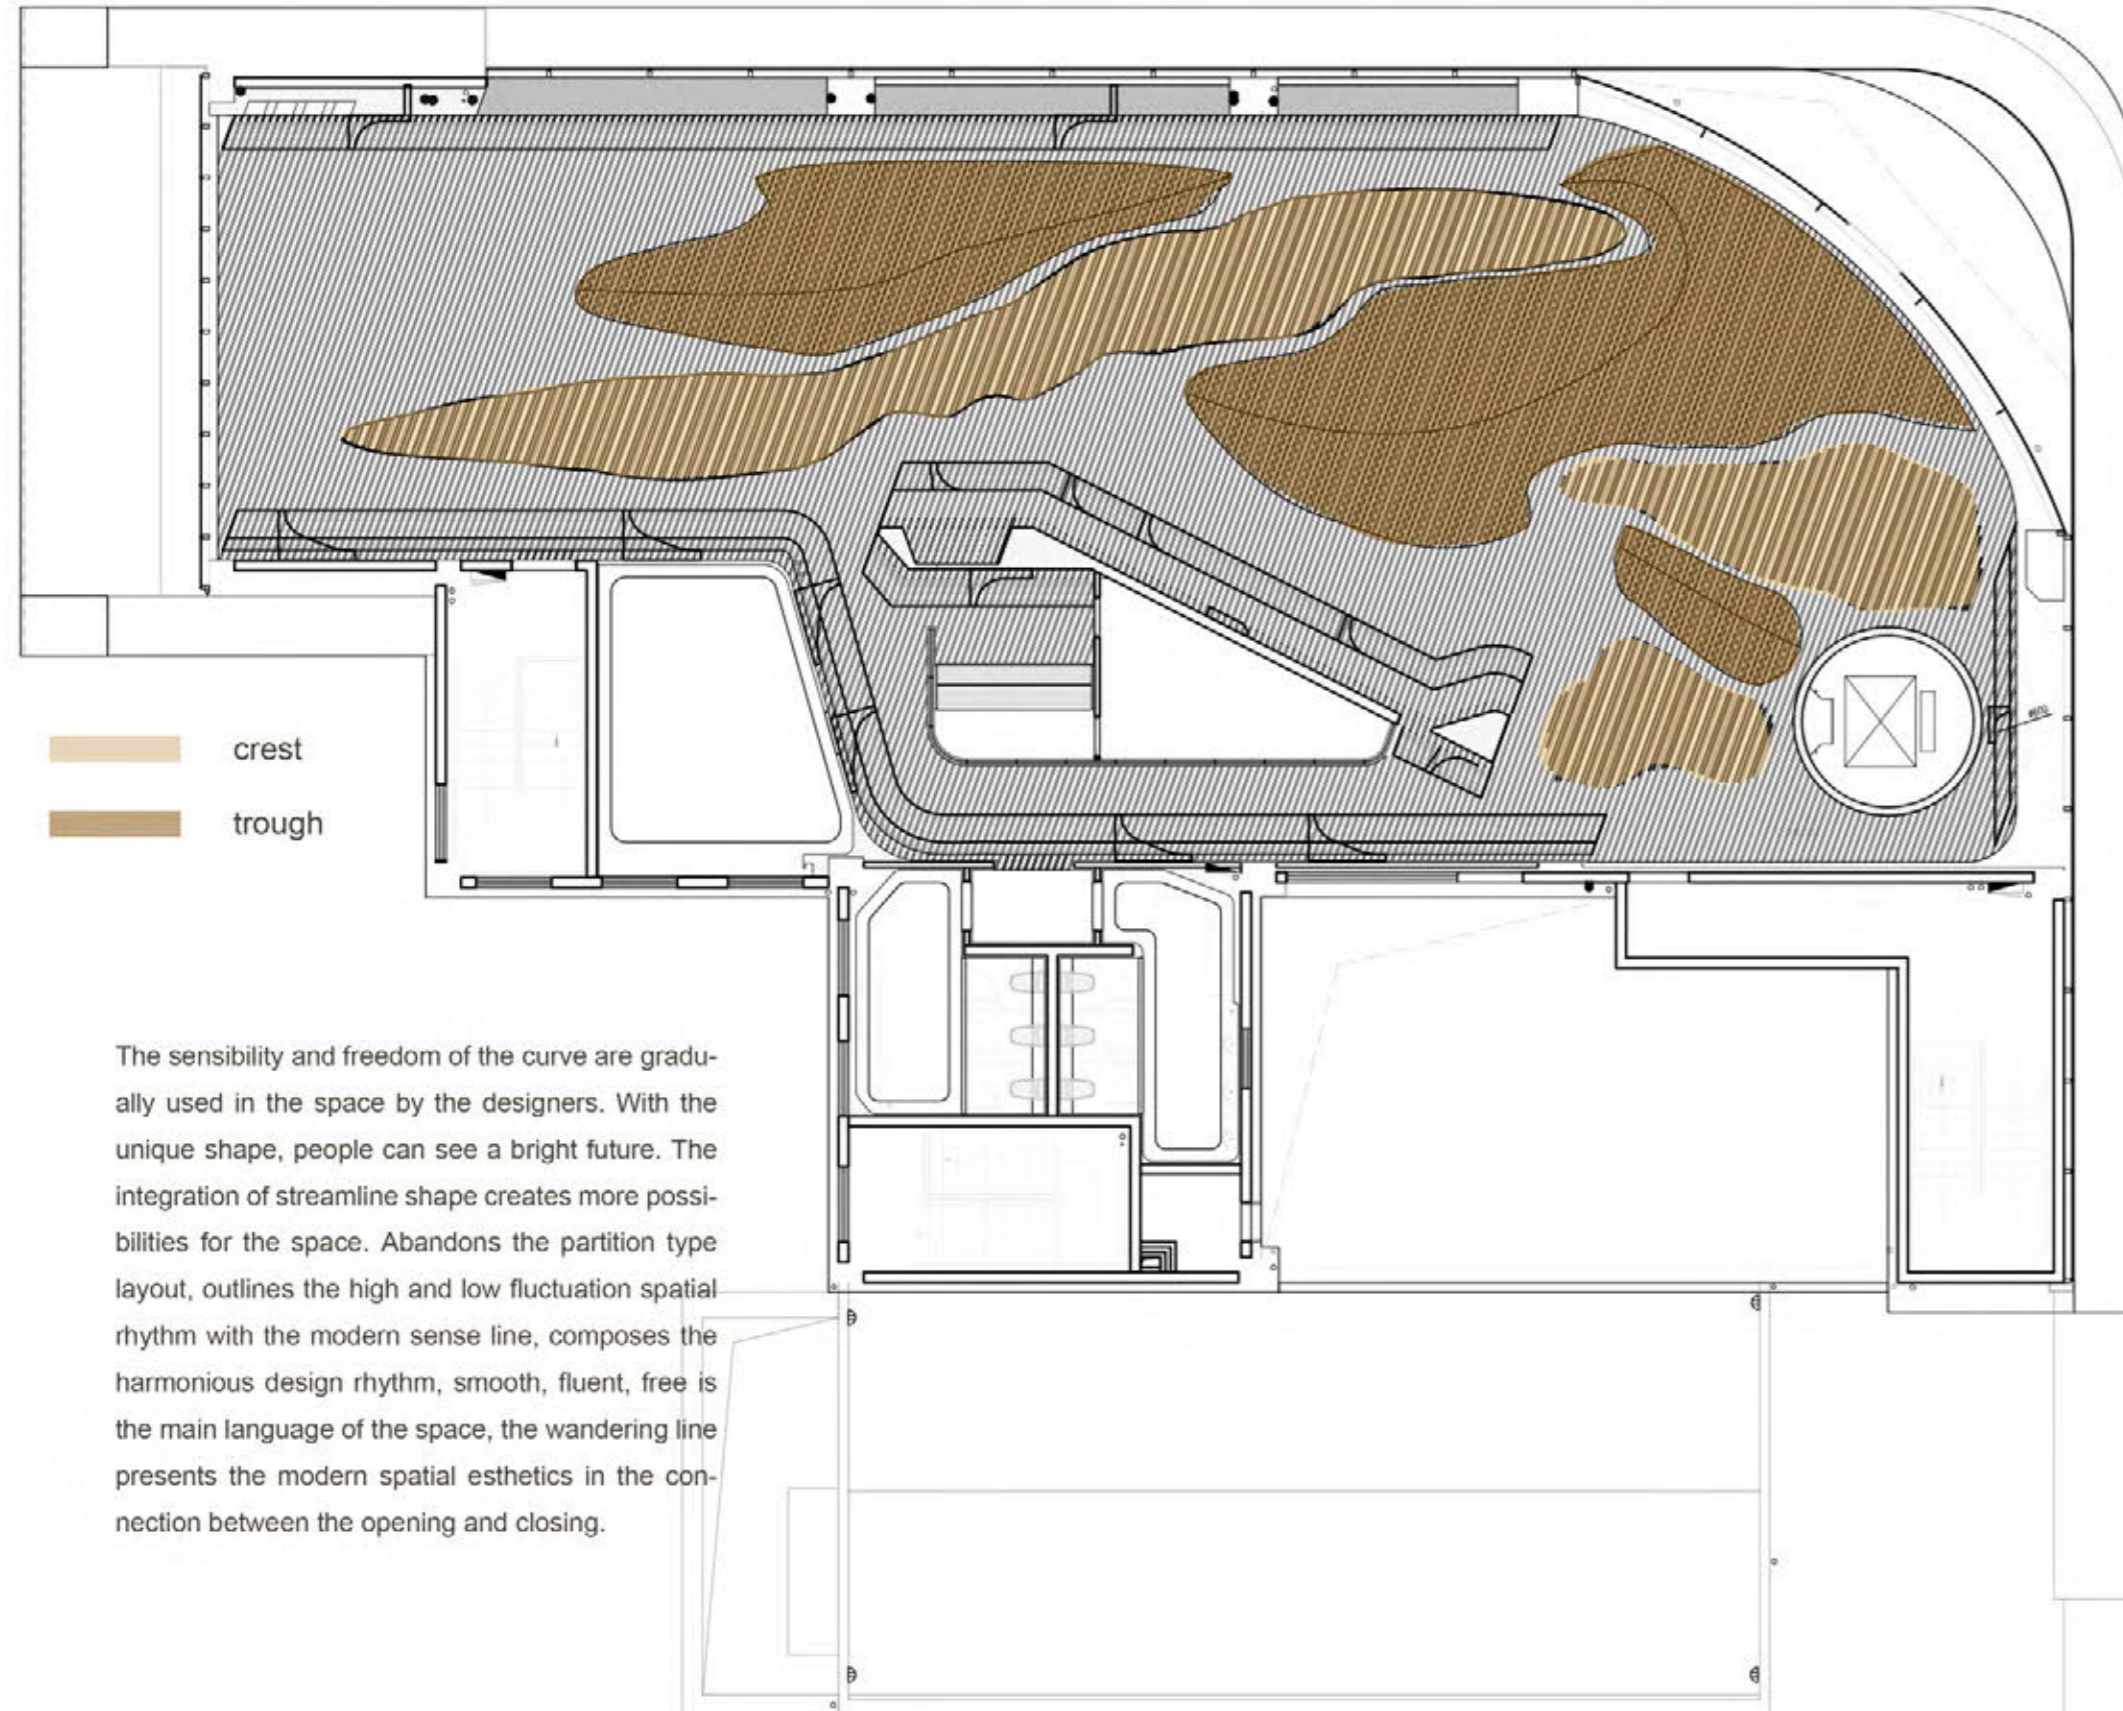 crest
trough
The sensibility and freedom of the curve are gradu-
ally used in the space by the designers. With the
unique shape, people can see a bright future. The
integration of streamline shape creates more possi-
bilities for the space. Abandons the partition type
layout, outlines the high and low fluctuation spatial
rhythm with the modern sense line, composes the
harmonious design rhythm, smooth, fluent, free is
the main language of the space, the wandering line
presents the modern spatial esthetics in the con-
nection between the opening and closing.